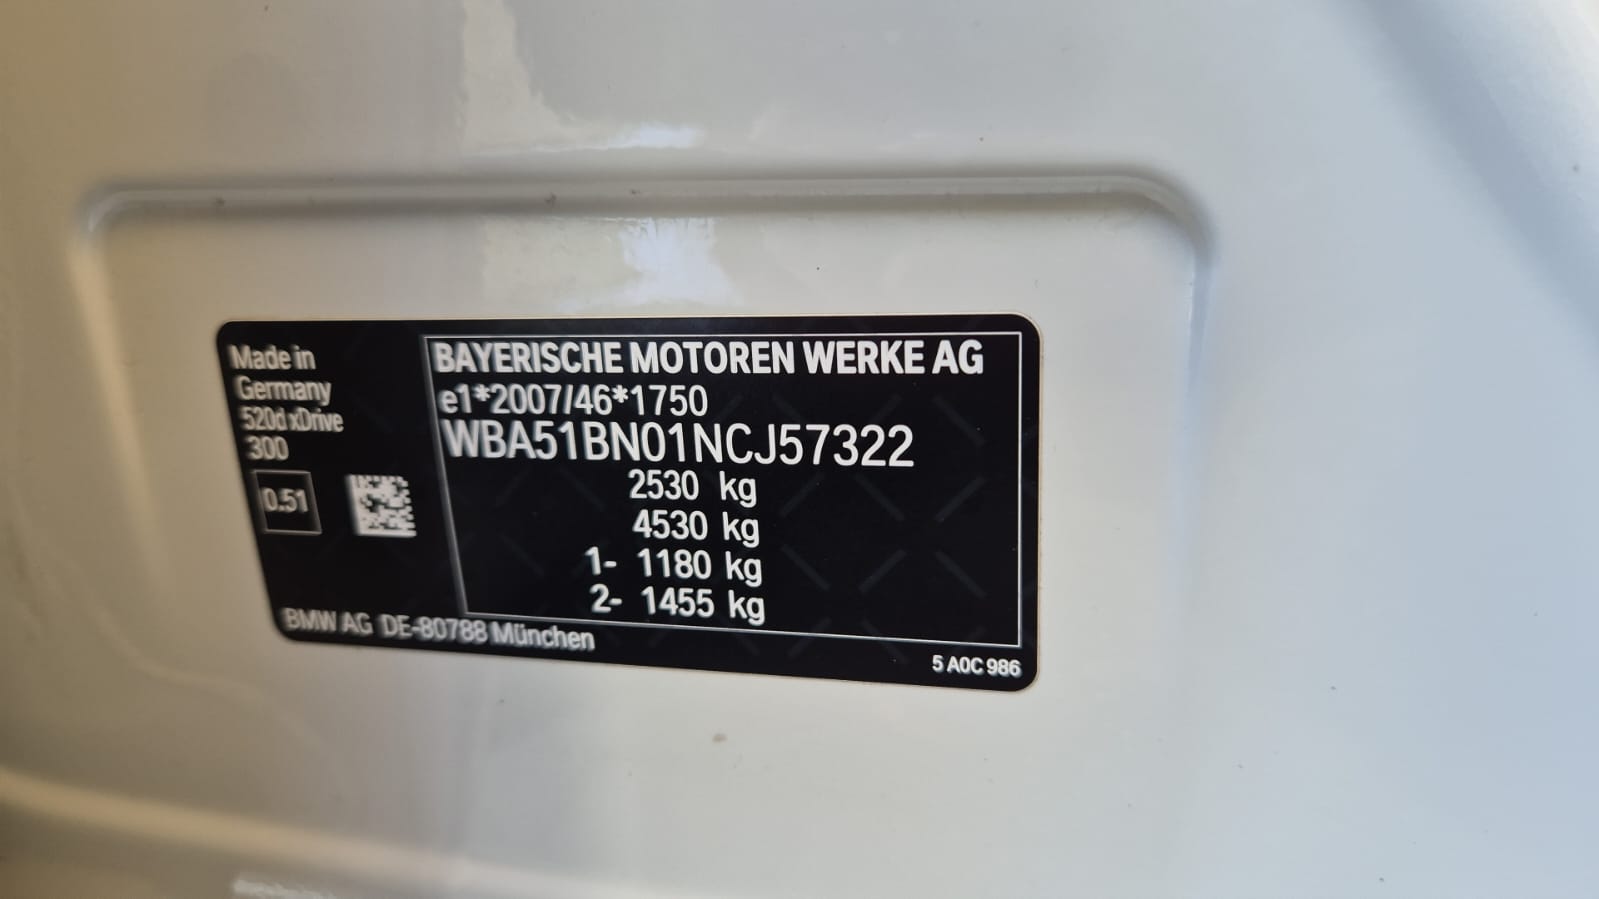 Made in
Germany
520d xDrive
300
0.51
BAYERISCHE MOTOREN WERKE AG
e1*2007/46*1750
WBA51BN01NCJ57322
2530 kg
4530 kg
1- 1180 kg
2- 1455 kg
BMW AG DE-80788 München
5 A0C 986